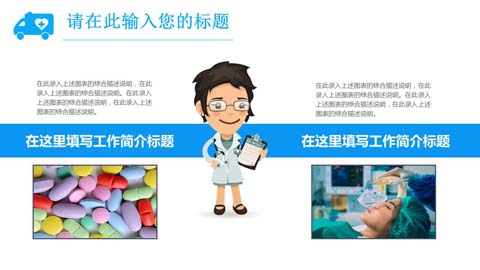 请在此输入您的标题
在此录入上述图表的综合描述说明，在此
录入上述图表的综合描述说明。在此录入
上述图表的综合描述说明，在此录入上述
图表的综合描述说明。
在此录入上述图表的综合描述说明，在此
录入上述图表的综合描述说明。在此录入
上述图表的综合描述说明，在此录入上述
图表的综合描述说明。
在这里填写工作简介标题
在这里填写工作简介标题